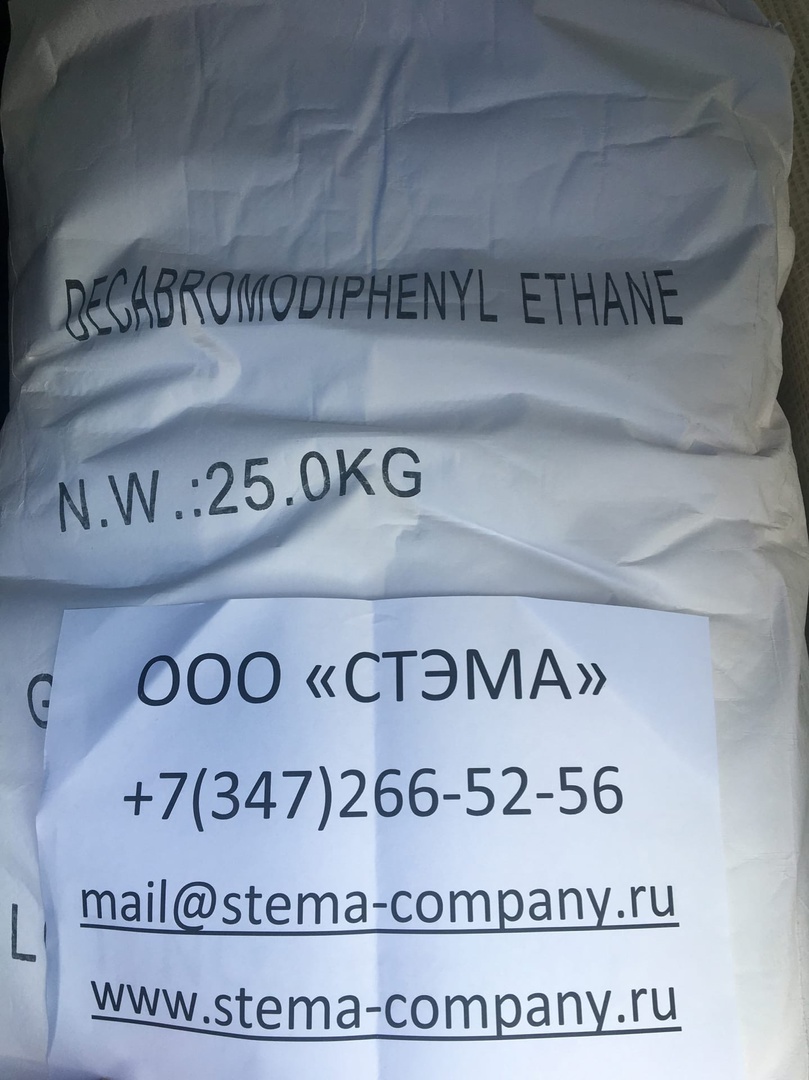 DECABROMODIPHENYL ETHANE
N.W.:25.0KG
G
ООО «СТЭМА»
+7(347)266-52-56
mail@stema-company.ru
L
www.stema-company.ru